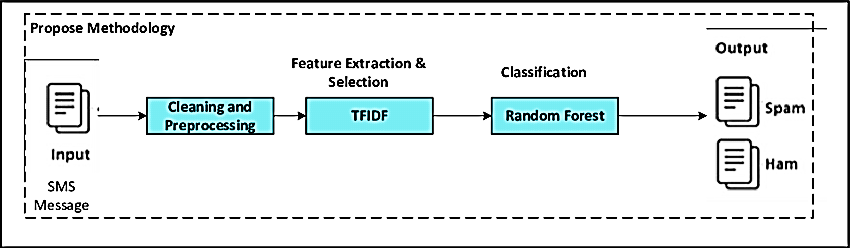 Propose Methodology
Input
SMS
Message
Cleaning and
Preprocessing
Feature Extraction &
Selection
TFIDF
Classification
Random Forest
Output
Spam
Ham